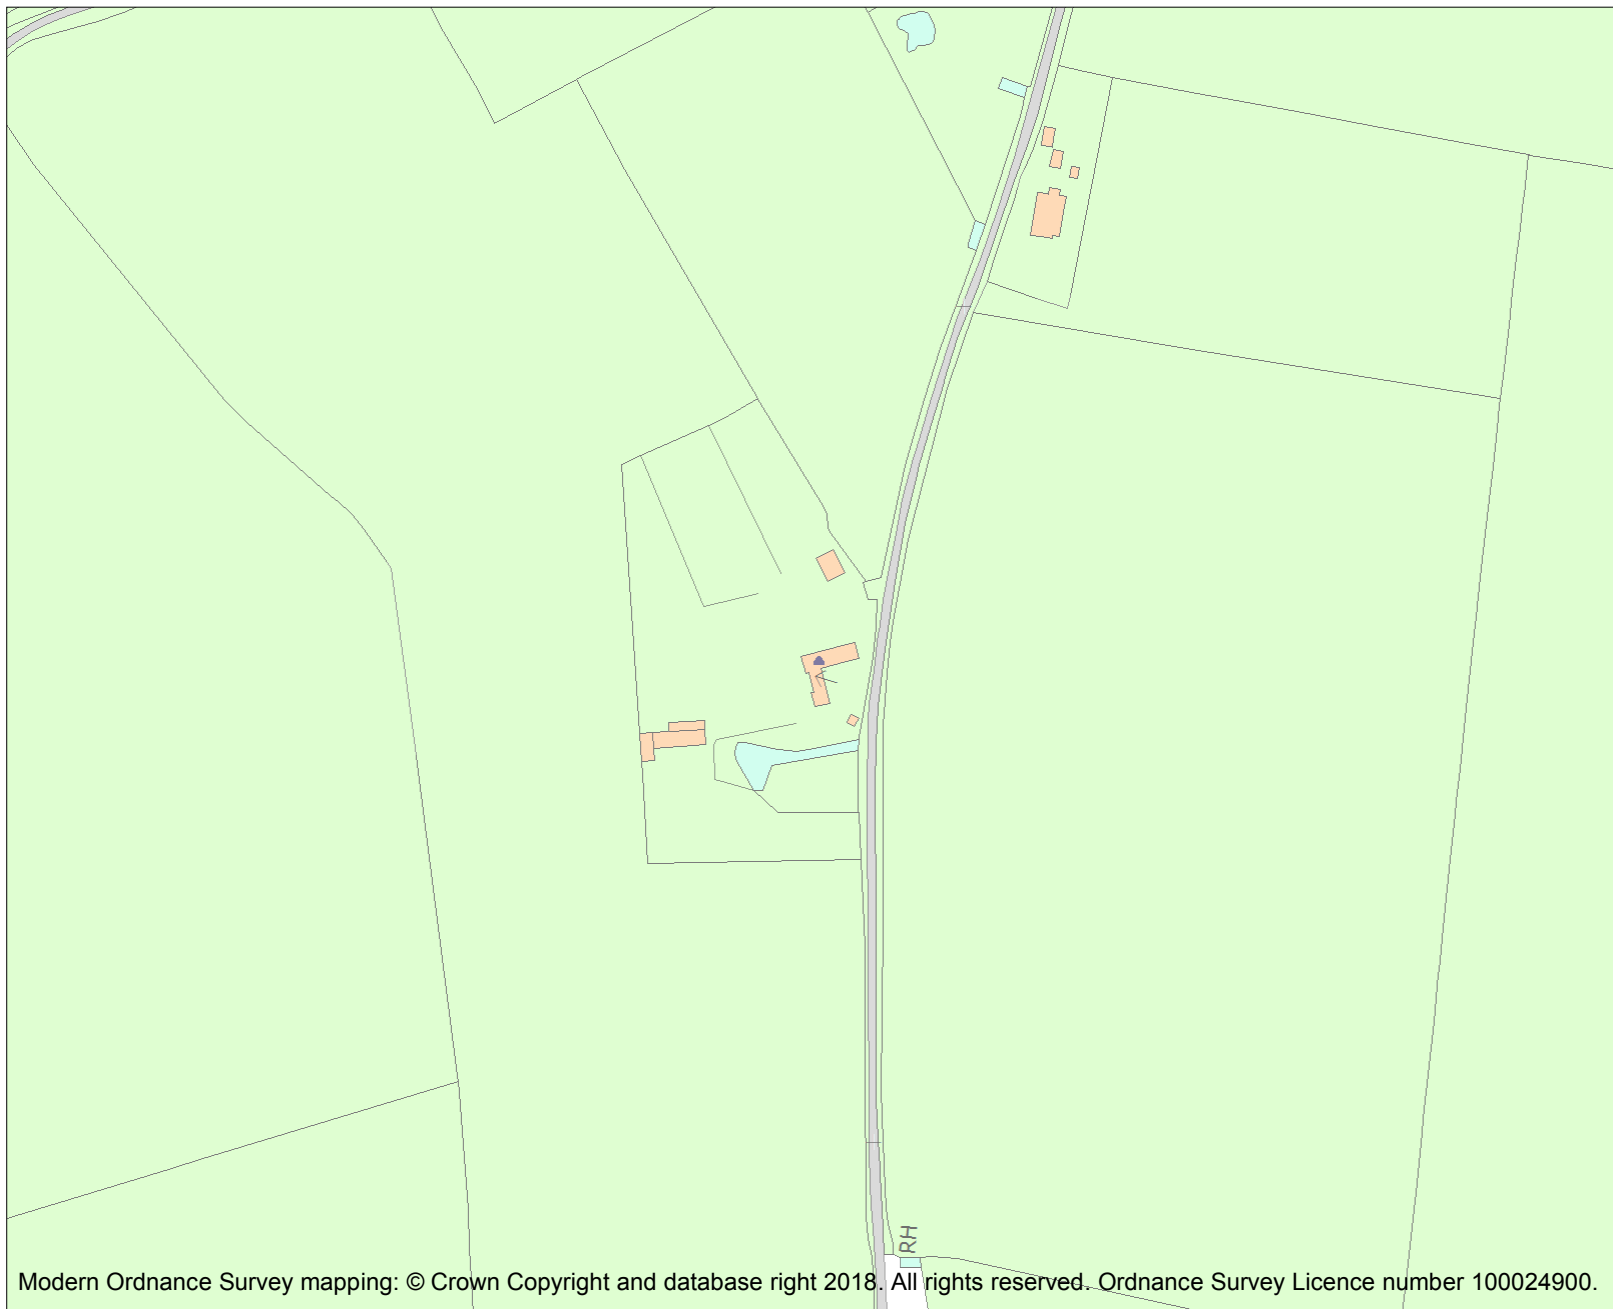 RH
Modern Ordnance Survey mapping: © Crown Copyright and database right 2018. All rights reserved. Ordnance Survey Licence number 100024900.